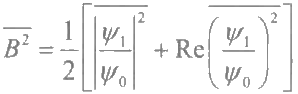 $$\overline{B^2} = \frac{1}{2}\left[\overline{\left|\frac{\psi_1}{\psi_0}\right|^2} + \mathrm{Re}\overline{\left(\frac{\psi_1}{\psi_0}\right)^2}\right]$$